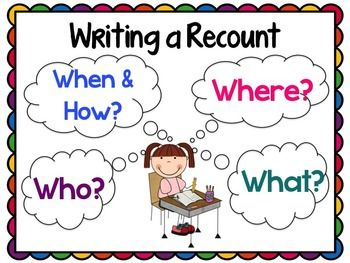 Writing a Recount
When &
How?
Where?
Who?
What?